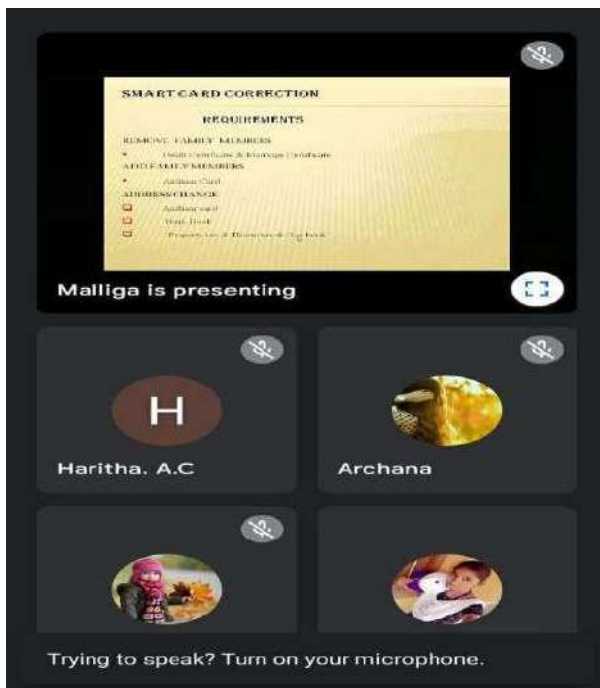 SMART CARD CORRECTION
REQUIREMENTS
REMOVE FAMILY MEMBERS
Death Certificate & Marriage Certificate
ADD FAMILY MEMBERS
Aadhaar Card
ADDRESS CHANGE
Aadhaar card
Bank Book
Malliga is presenting
H
Haritha. A.C
Archana
Trying to speak? Turn on your microphone.